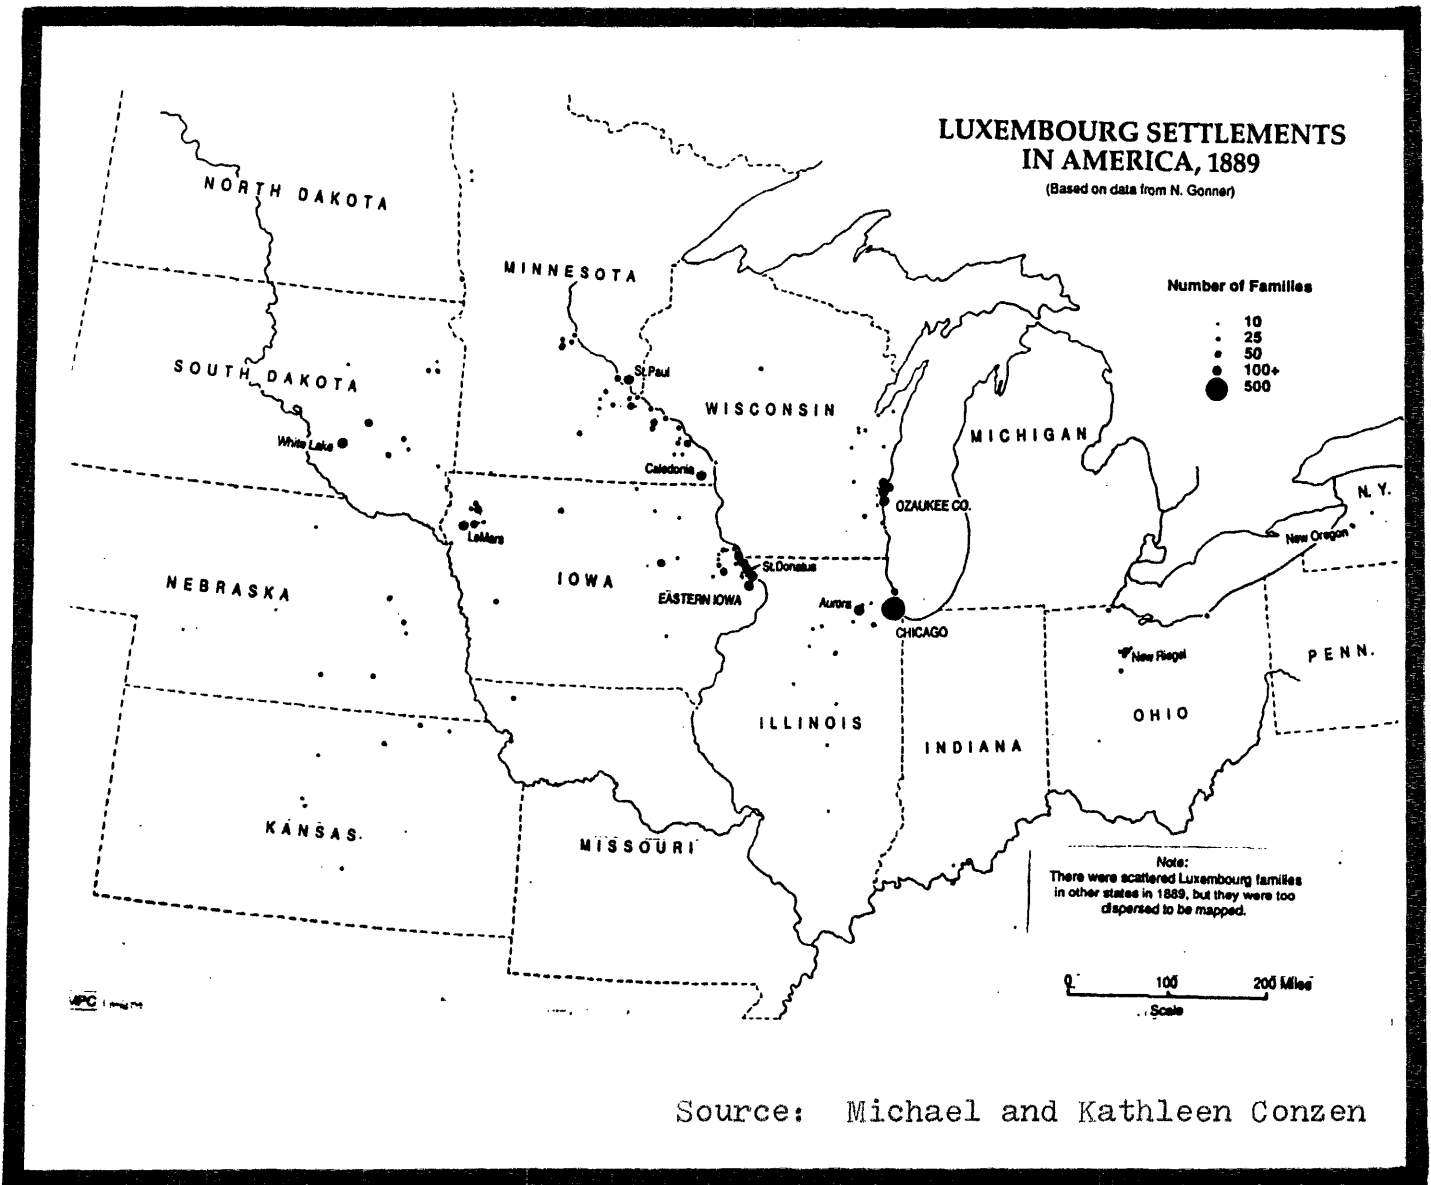 LUXEMBOURG SETTLEMENTS
IN AMERICA, 1889
(Based on data from N. Gonner)
NORTH DAKOTA
MINNESOTA
Number of Families
10
25
50
100+
500
SOUTH DAKOTA
St.Paul
WISCONSIN
MICHIGAN
White Lake
Caledonia
OZAUKEE CO.
N.Y.
New Oregon
LeMars
NEBRASKA
IOWA
St.Donatus
EASTERN IOWA
Aurora
CHICAGO
New Riegel
PENN.
ILLINOIS
INDIANA
OHIO
KANSAS
MISSOURI
Note:
There were scattered Luxembourg families
in other states in 1889, but they were too
dispersed to be mapped.
0 100 200 Miles
Scale
MPC
Source: Michael and Kathleen Conzen